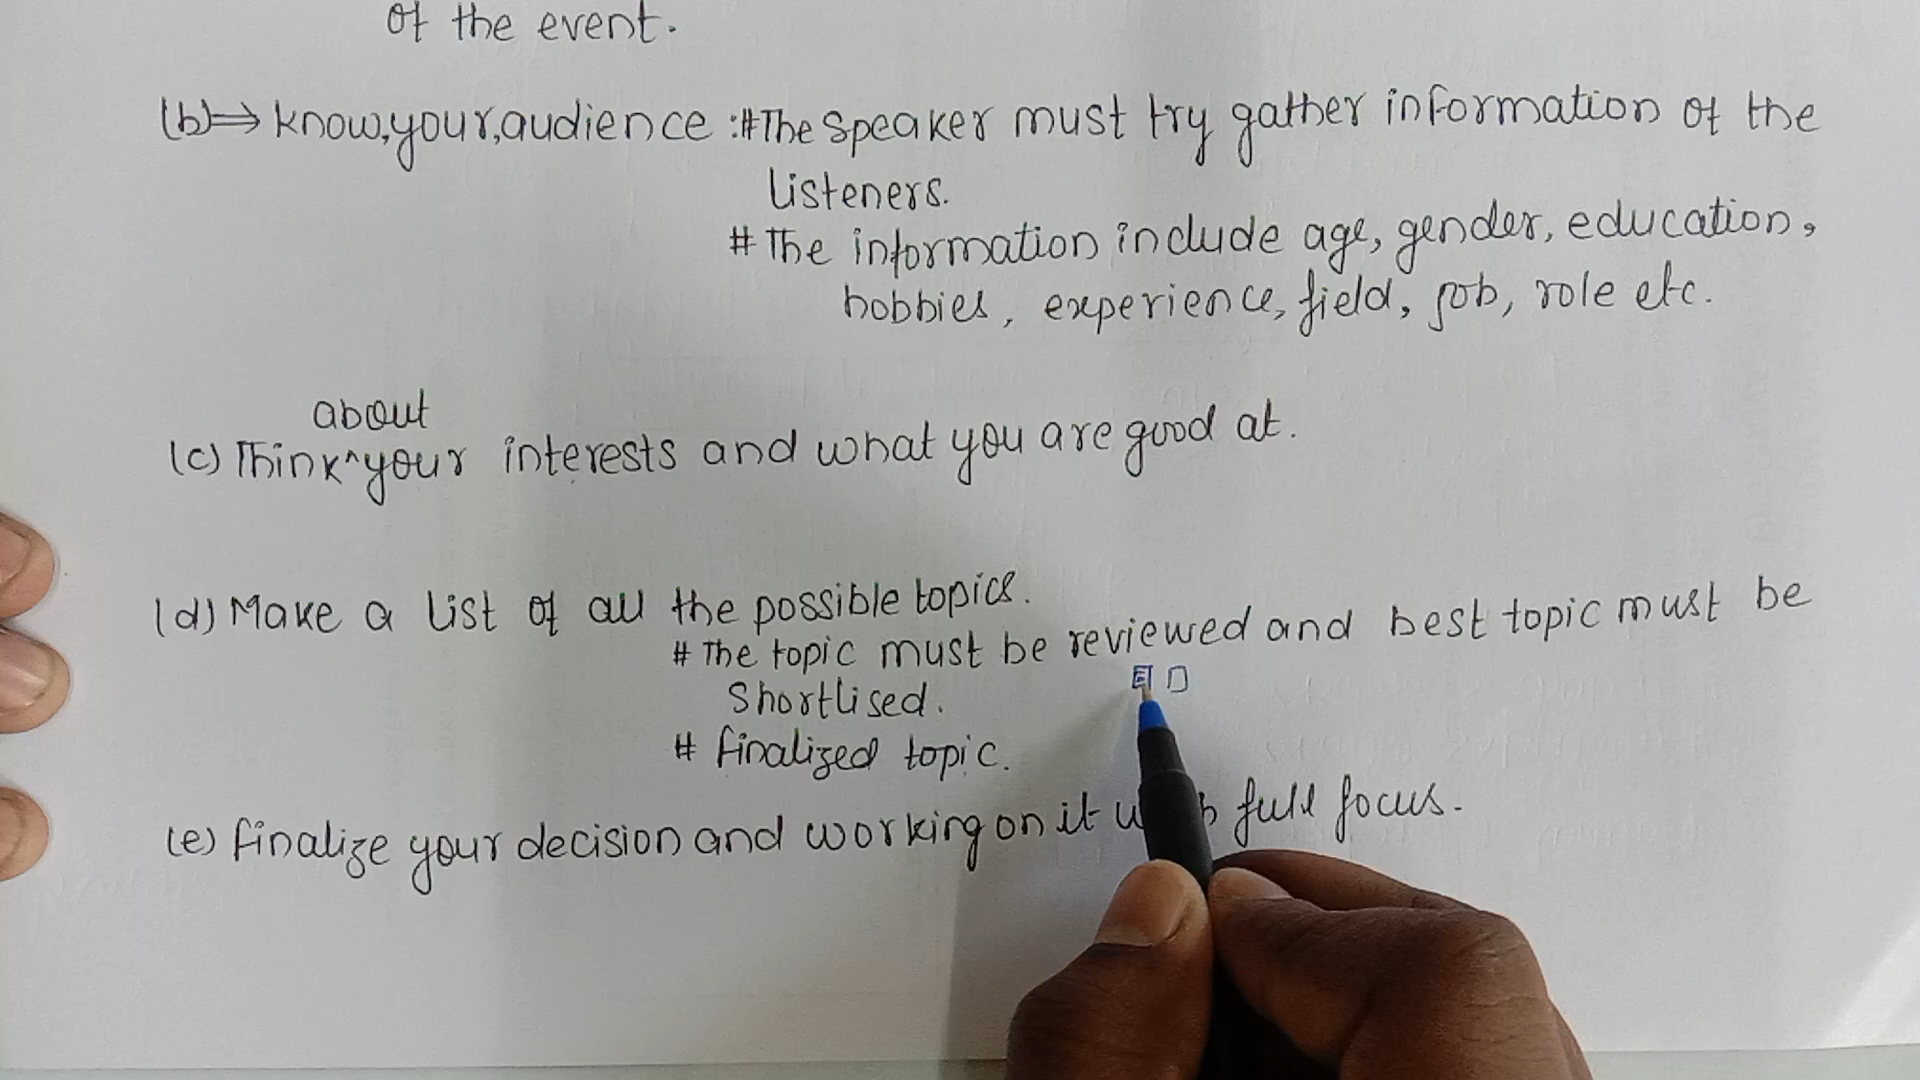 of the event.
(b)⇒ know,your,audience :#The speaker must try gather information of the
listeners.
# The information include age, gender, education,
hobbies, experience, field, job, role etc.
about
(c) Think^your interests and what you are good at.
(d) Make a list of all the possible topics.
# The topic must be reviewed and best topic must be
Shortlised.
# finalized topic.
(e) finalize your decision and working on it full focus.